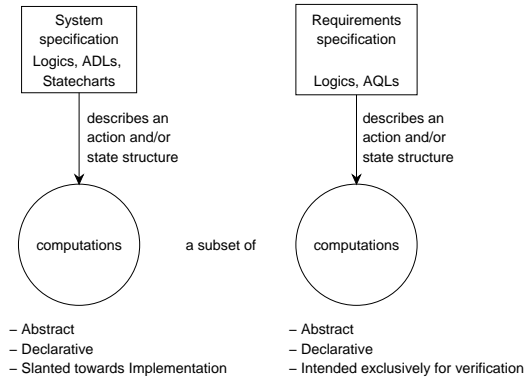 System
specification
Logics, ADLs,
Statecharts
describes an
action and/or
state structure
computations
– Abstract
– Declarative
– Slanted towards Implementation
a subset of
Requirements
specification
Logics, AQLs
describes an
action and/or
state structure
computations
– Abstract
– Declarative
– Intended exclusively for verification